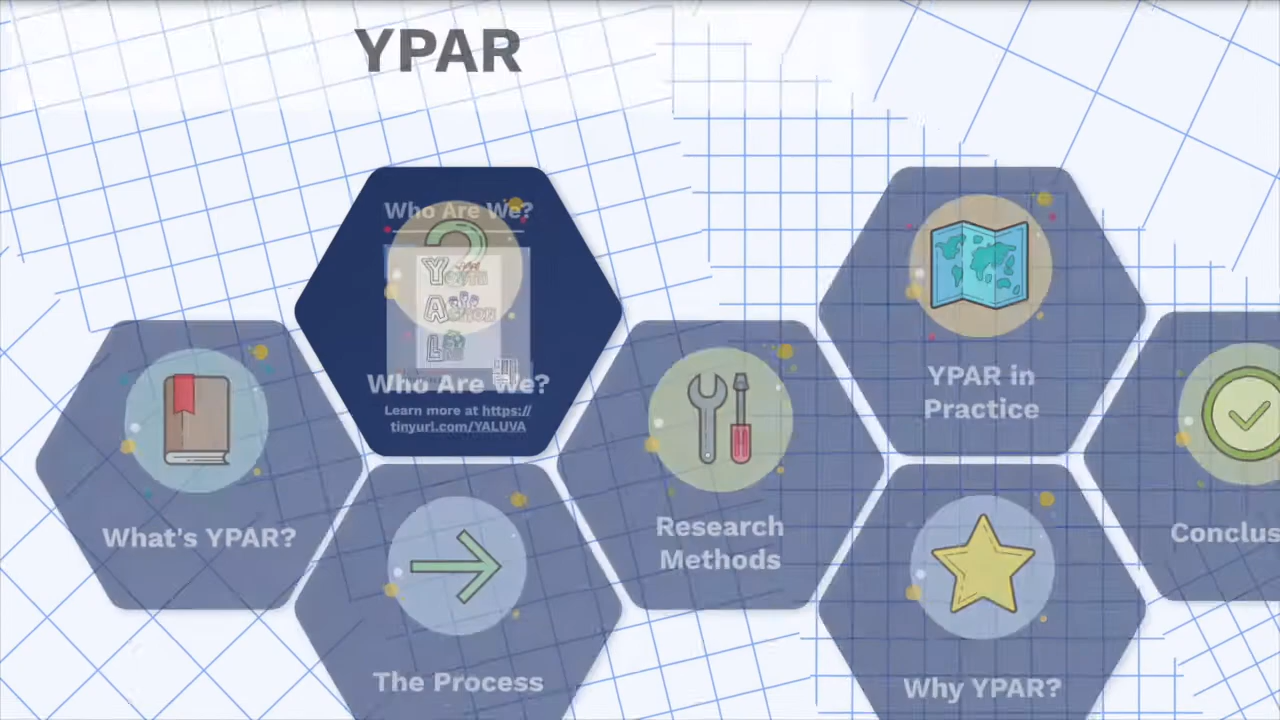 YPAR
Who Are We?
Who Are We?
Learn more at https://
tinyurl.com/YALUVA
YPAR in
Practice
What's YPAR?
Research
Methods
Conclus
The Process
Why YPAR?